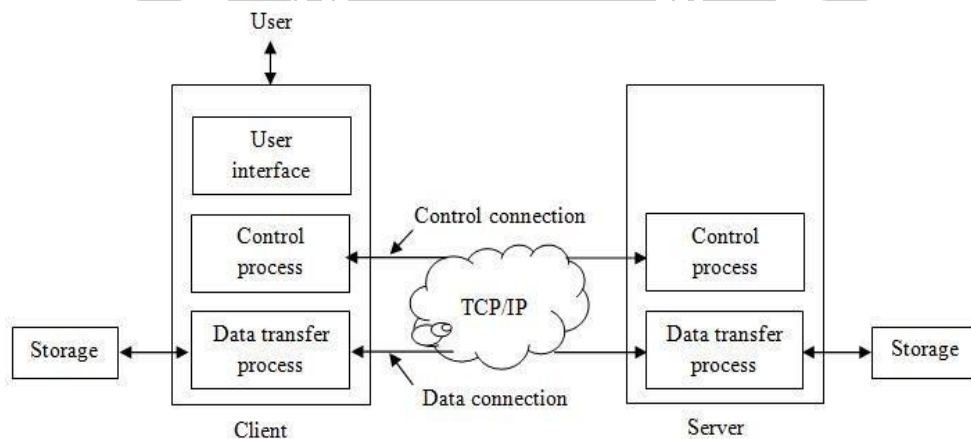 User
User
interface
Control connection
Control
process
Control
process
TCP/IP
Storage
Data transfer
process
Data transfer
process
Storage
Data connection
Client
Server